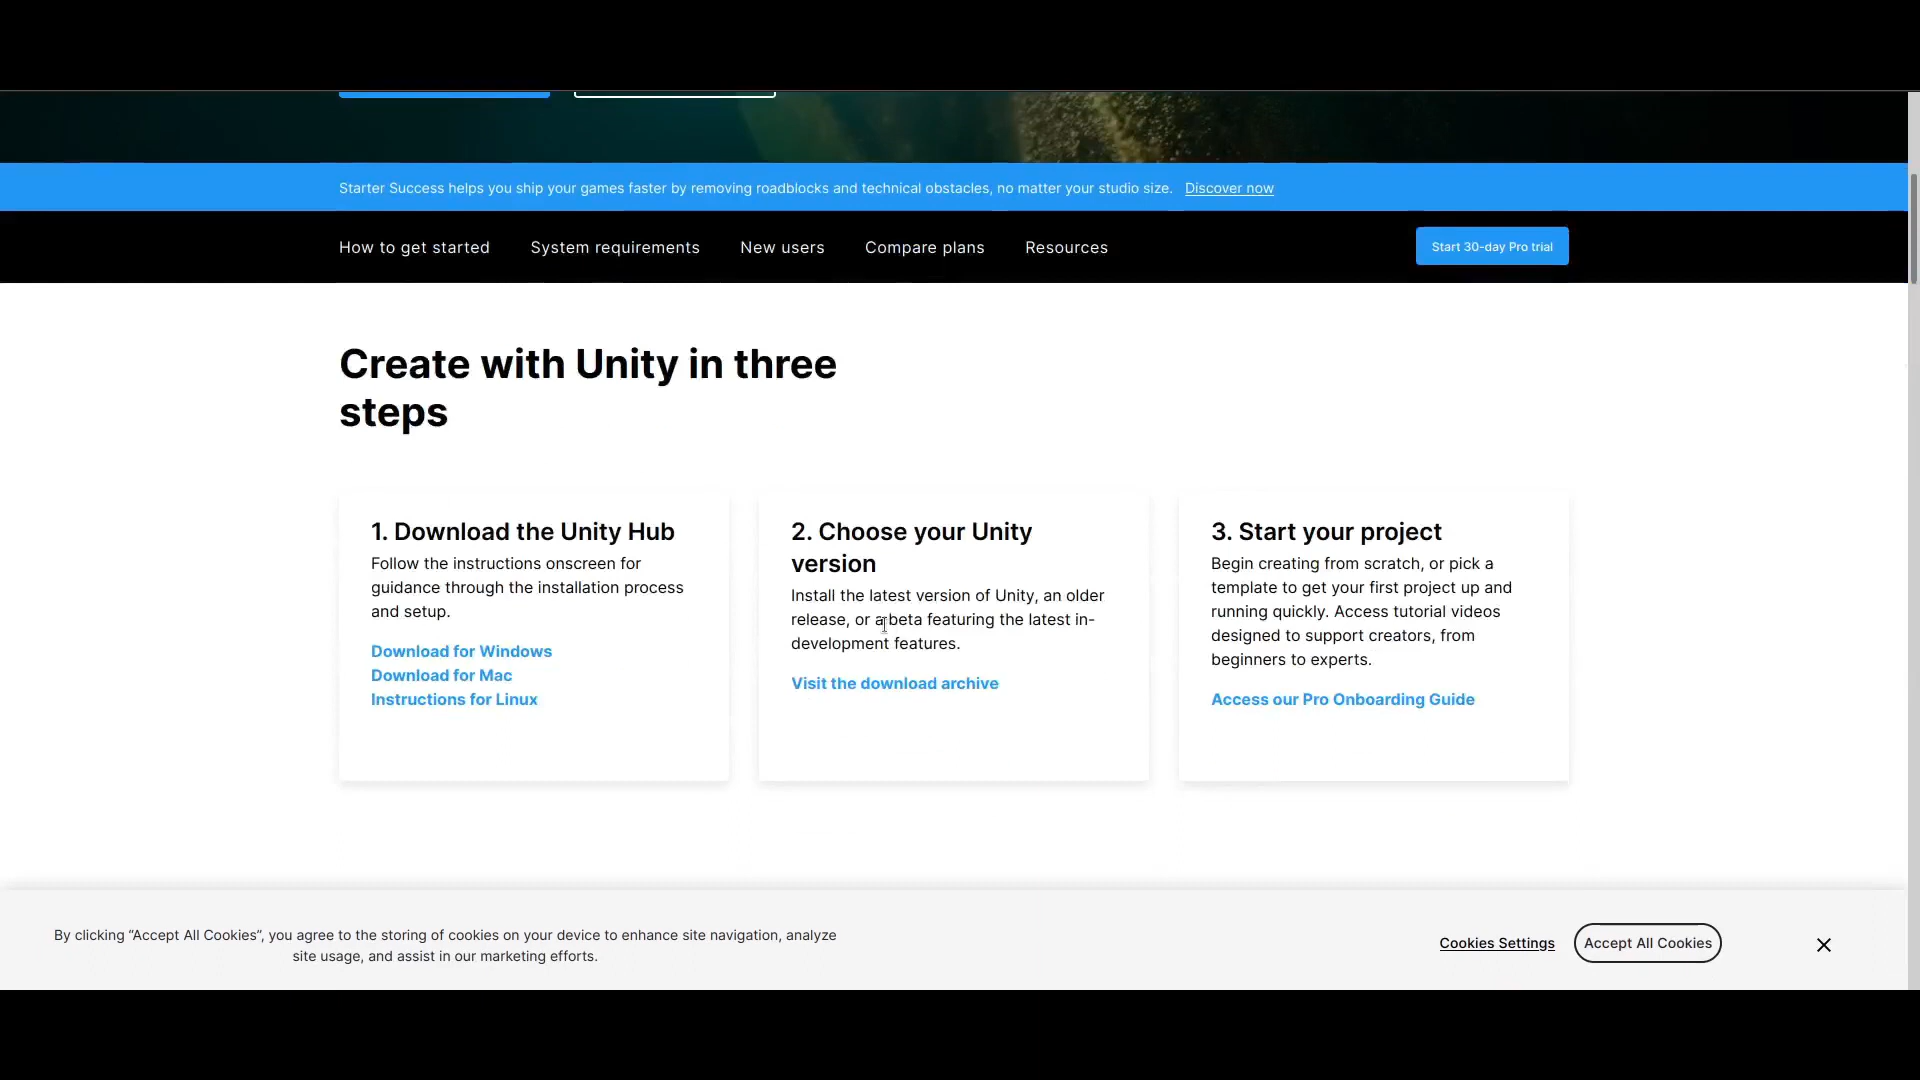 Starter Success helps you ship your games faster by removing roadblocks and technical obstacles, no matter your studio size. Discover now
How to get started System requirements New users Compare plans Resources Start 30-day Pro trial
Create with Unity in three
steps
1. Download the Unity Hub
Follow the instructions onscreen for
guidance through the installation process
and setup.
Download for Windows
Download for Mac
Instructions for Linux
2. Choose your Unity
version
Install the latest version of Unity, an older
release, or a beta featuring the latest in-
development features.
Visit the download archive
3. Start your project
Begin creating from scratch, or pick a
template to get your first project up and
running quickly. Access tutorial videos
designed to support creators, from
beginners to experts.
Access our Pro Onboarding Guide
By clicking “Accept All Cookies”, you agree to the storing of cookies on your device to enhance site navigation, analyze
site usage, and assist in our marketing efforts.
Cookies Settings Accept All Cookies